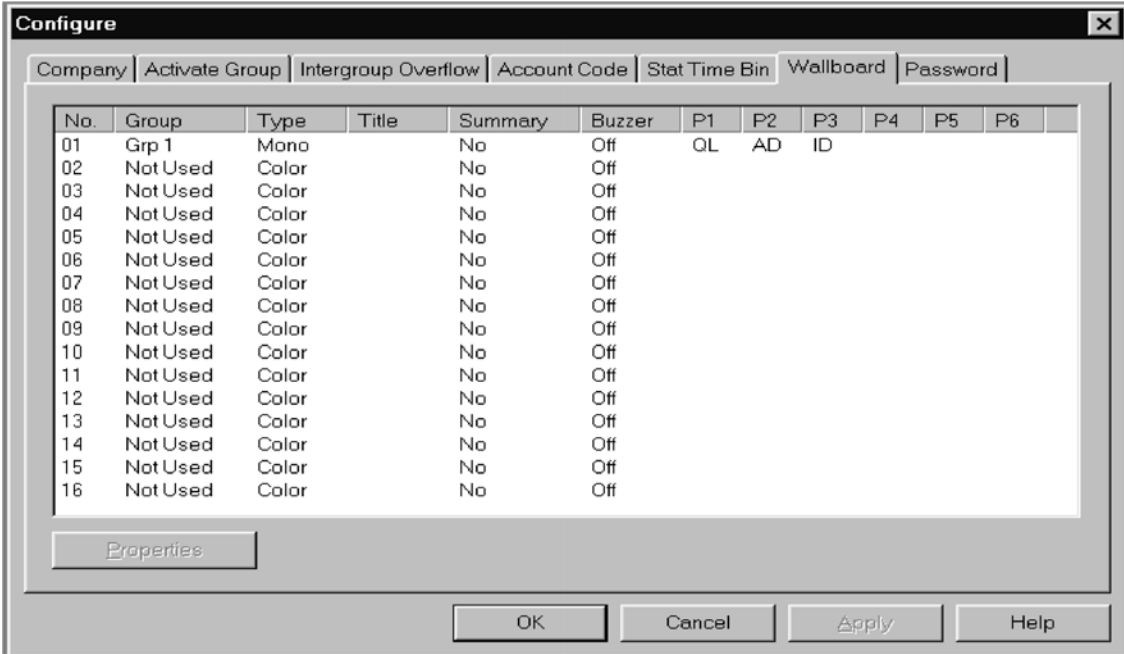 Configure
Company Activate Group Intergroup Overflow Account Code Stat Time Bin Wallboard Password
No. Group Type Title Summary Buzzer P1 P2 P3 P4 P5 P6
01 Grp 1 Mono No Off QL AD ID
02 Not Used Color No Off
03 Not Used Color No Off
04 Not Used Color No Off
05 Not Used Color No Off
06 Not Used Color No Off
07 Not Used Color No Off
08 Not Used Color No Off
09 Not Used Color No Off
10 Not Used Color No Off
11 Not Used Color No Off
12 Not Used Color No Off
13 Not Used Color No Off
14 Not Used Color No Off
15 Not Used Color No Off
16 Not Used Color No Off
Properties
OK Cancel Apply Help